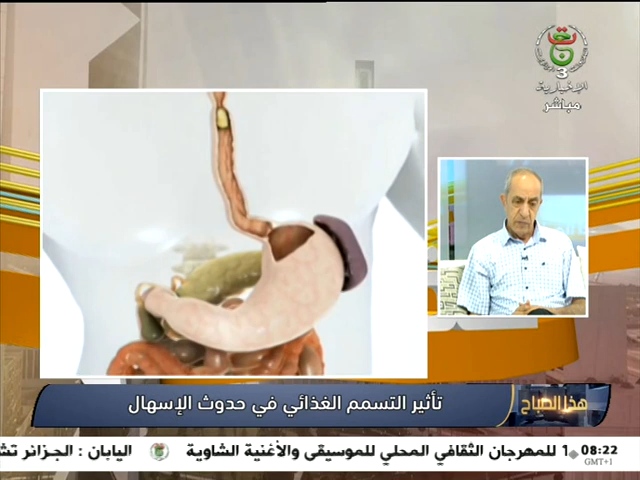 3
الإخبارية
مباشر
هذا الصباح
تأثير التسمم الغذائي في حدوث الإسهال
08:22
GMT+1
للمهرجان الثقافي المحلي للموسيقى والأغنية الشاوية
اليابان : الجزائر